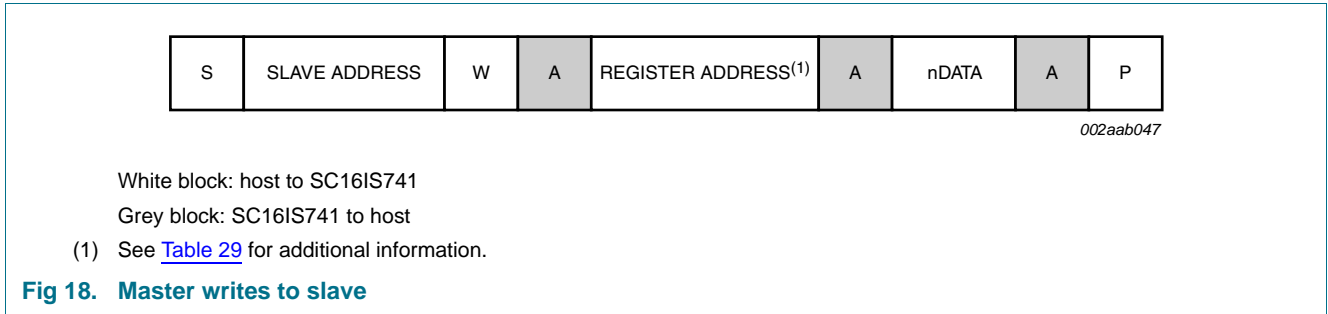 S SLAVE ADDRESS W A REGISTER ADDRESS(1) A nDATA A P
002aab047
White block: host to SC16IS741
Grey block: SC16IS741 to host
(1) See Table 29 for additional information.
Fig 18. Master writes to slave